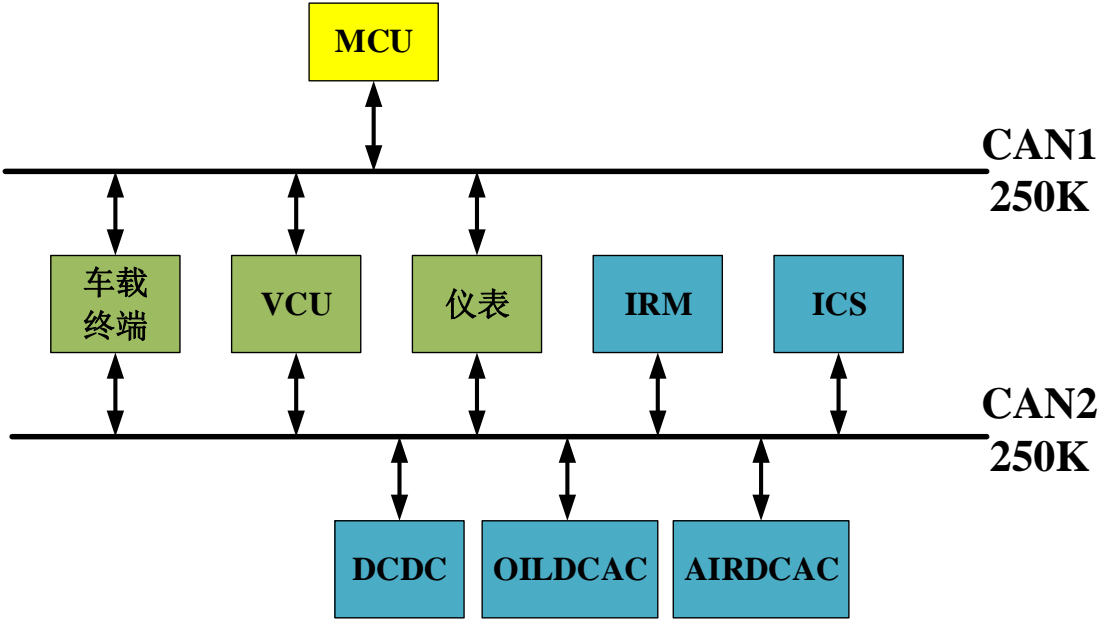 MCU
CAN1
250K
车载
终端
VCU
仪表
IRM
ICS
CAN2
250K
DCDC
OILDCAC
AIRDCAC